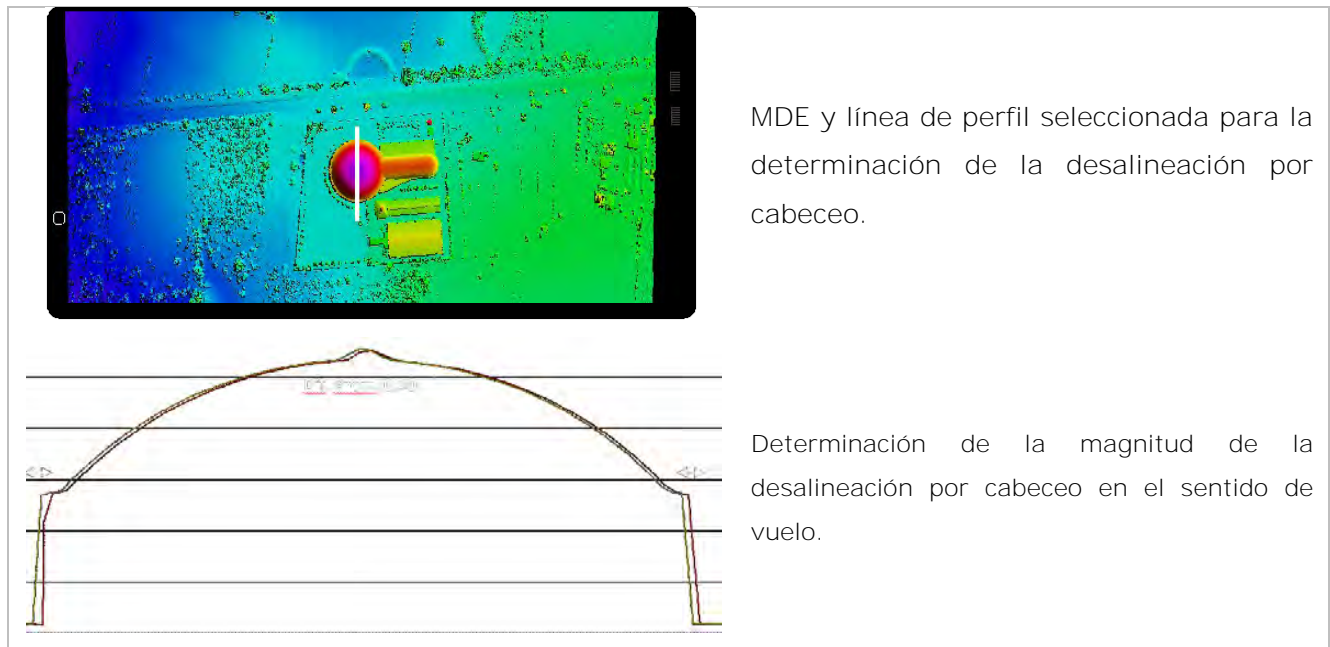 MDE y línea de perfil seleccionada para la
determinación de la desalineación por
cabeceo.
Determinación de la magnitud de la
desalineación por cabeceo en el sentido de
vuelo.